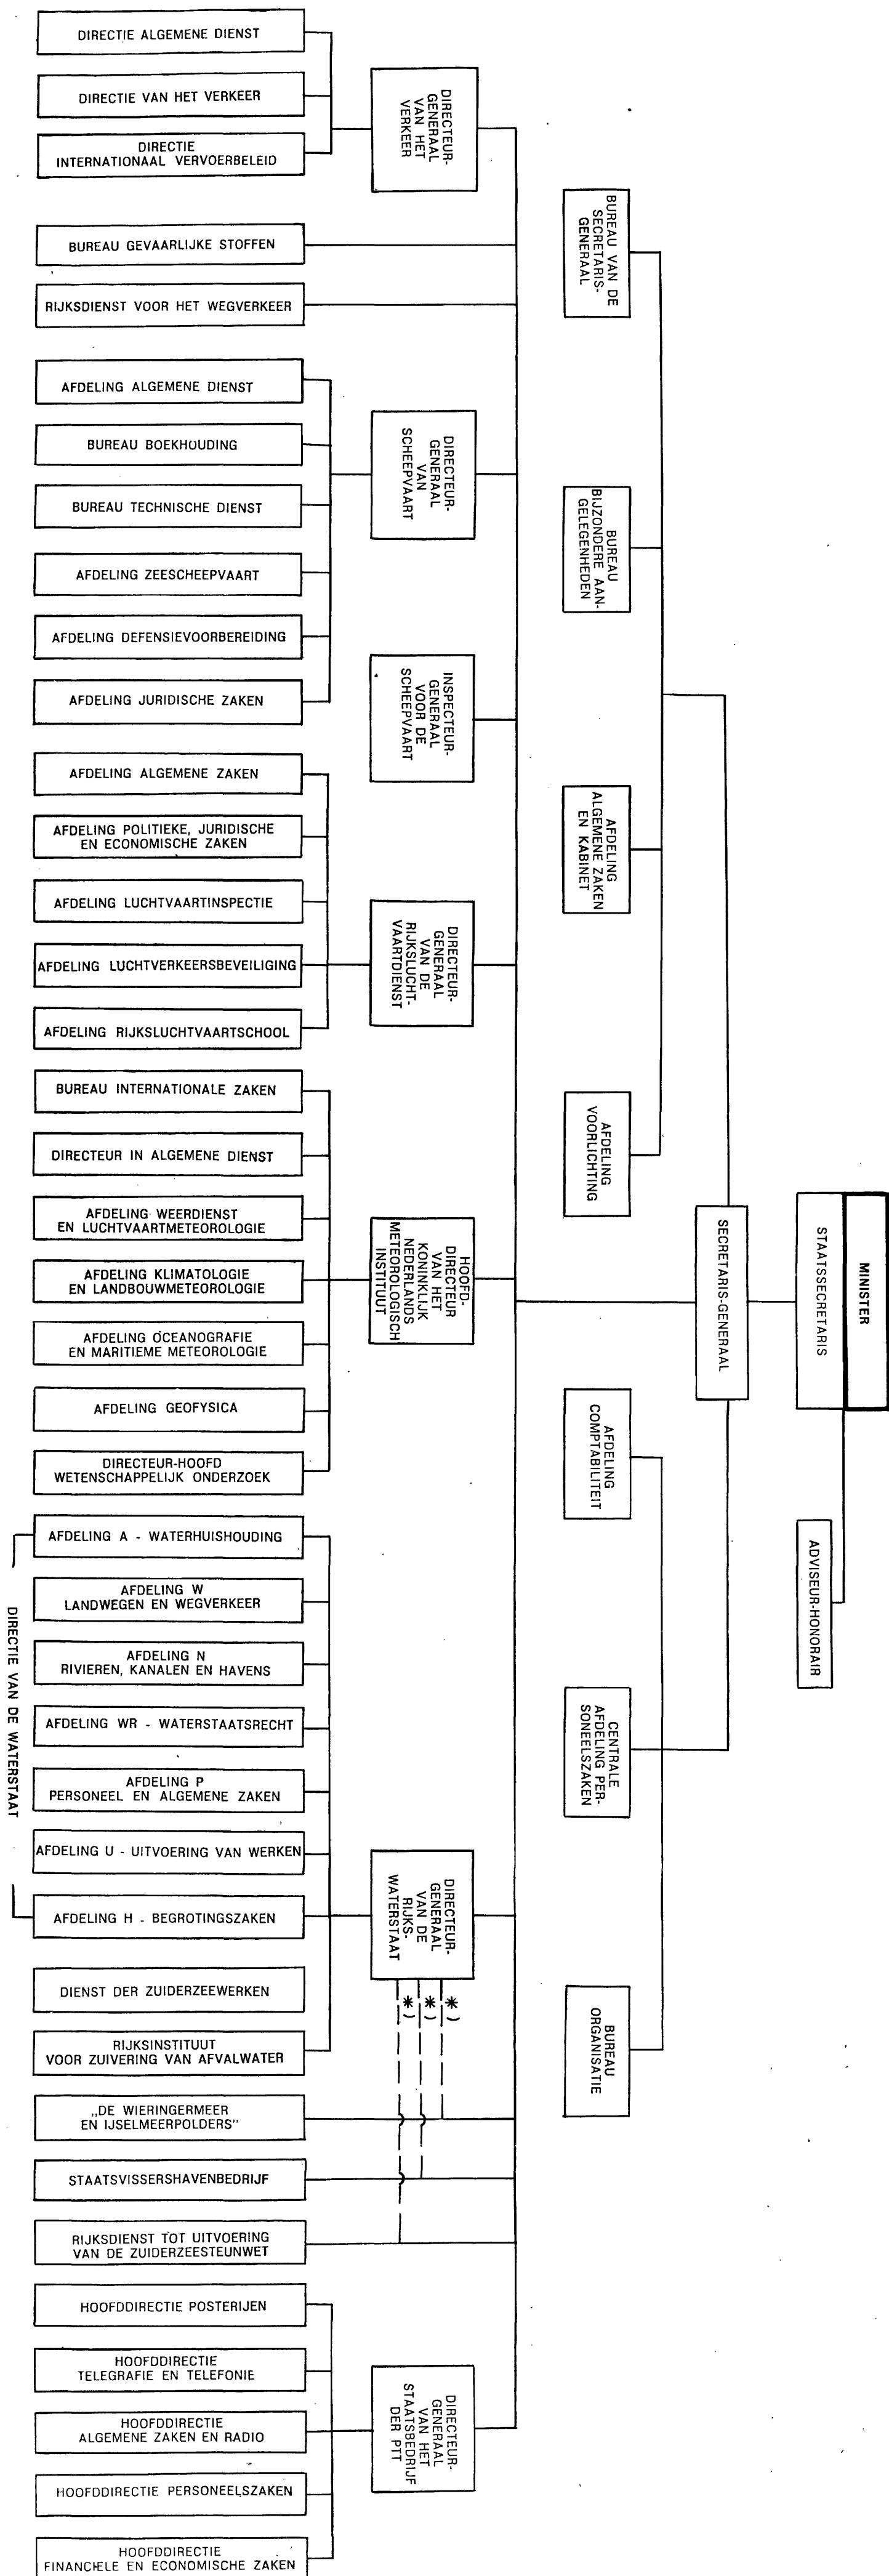 MINISTER
STAATSSECRETARIS
ADVISEUR-HONORAIR
SECRETARIS-GENERAAL
BUREAU VAN DE
SECRETARIS-
GENERAAL
BUREAU
BIJZONDERE AAN-
GELEGENHEDEN
AFDELING
ALGEMENE ZAKEN
EN KABINET
AFDELING
VOORLICHTING
AFDELING
COMPTABILITEIT
CENTRALE
AFDELING PER-
SONEELSZAKEN
BUREAU
ORGANISATIE
DIRECTEUR-
GENERAAL
VAN HET
VERKEER
DIRECTIE ALGEMENE DIENST
DIRECTIE VAN HET VERKEER
DIRECTIE
INTERNATIONAAL VERVOERBELEID
BUREAU GEVAARLIJKE STOFFEN
RIJKSDIENST VOOR HET WEGVERKEER
DIRECTEUR-
GENERAAL
VAN
SCHEEPVAART
AFDELING ALGEMENE DIENST
BUREAU BOEKHOUDING
BUREAU TECHNISCHE DIENST
AFDELING ZEESCHEEPVAART
AFDELING DEFENSIEVOORBEREIDING
AFDELING JURIDISCHE ZAKEN
INSPECTEUR-
GENERAAL
VOOR DE
SCHEEPVAART
DIRECTEUR-
GENERAAL
VAN DE
RIJKSLUCHT-
VAARTDIENST
AFDELING ALGEMENE ZAKEN
AFDELING POLITIEKE, JURIDISCHE
EN ECONOMISCHE ZAKEN
AFDELING LUCHTVAARTINSPECTIE
AFDELING LUCHTVERKEERSBEVEILIGING
AFDELING RIJKSLUCHTVAARTSCHOOL
HOOFD-
DIRECTEUR
VAN HET
KONINKLIJK
NEDERLANDS
METEOROLOGISCH
INSTITUUT
BUREAU INTERNATIONALE ZAKEN
DIRECTEUR IN ALGEMENE DIENST
AFDELING WEERDIENST
EN LUCHTVAARTMETEOROLOGIE
AFDELING KLIMATOLOGIE
EN LANDBOUWMETEOROLOGIE
AFDELING OCEANOGRAFIE
EN MARITIEME METEOROLOGIE
AFDELING GEOFYSICA
DIRECTEUR-HOOFD
WETENSCHAPPELIJK ONDERZOEK
DIRECTEUR-
GENERAAL
VAN DE
RIJKS-
WATERSTAAT
*)
*)
*)
DIRECTIE VAN DE WATERSTAAT
AFDELING A - WATERHUISHOUDING
AFDELING W
LANDWEGEN EN WEGVERKEER
AFDELING N
RIVIEREN, KANALEN EN HAVENS
AFDELING WR - WATERSTAATSRECHT
AFDELING P
PERSONEEL EN ALGEMENE ZAKEN
AFDELING U - UITVOERING VAN WERKEN
AFDELING H - BEGROTINGSZAKEN
DIENST DER ZUIDERZEEWERKEN
RIJKSINSTITUUT
VOOR ZUIVERING VAN AFVALWATER
„DE WIERINGERMEER
EN IJSELMEERPOLDERS”
STAATSVISSERSHAVENBEDRIJF
RIJKSDIENST TOT UITVOERING
VAN DE ZUIDERZEESTEUNWET
DIRECTEUR-
GENERAAL
VAN HET
STAATSBEDRIJF
DER PTT
HOOFDDIRECTIE POSTERIJEN
HOOFDDIRECTIE
TELEGRAFIE EN TELEFONIE
HOOFDDIRECTIE
ALGEMENE ZAKEN EN RADIO
HOOFDDIRECTIE PERSONEELSZAKEN
HOOFDDIRECTIE
FINANCIELE EN ECONOMISCHE ZAKEN